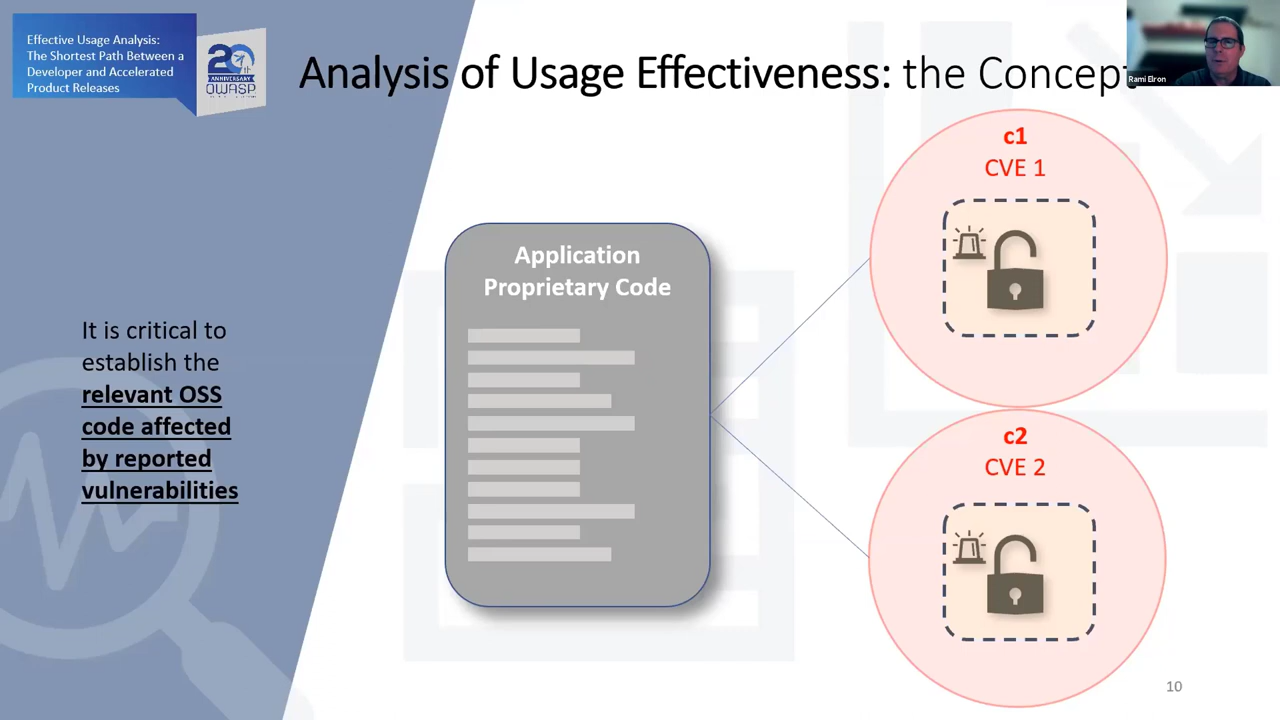 Effective Usage Analysis:
The Shortest Path Between a
Developer and Accelerated
Product Releases
20
ANNIVERSARY
OWASP
Analysis of Usage Effectiveness: the Concept
Rami Elron
It is critical to
establish the
relevant OSS
code affected
by reported
vulnerabilities
Application
Proprietary Code
c1
CVE 1
c2
CVE 2
10